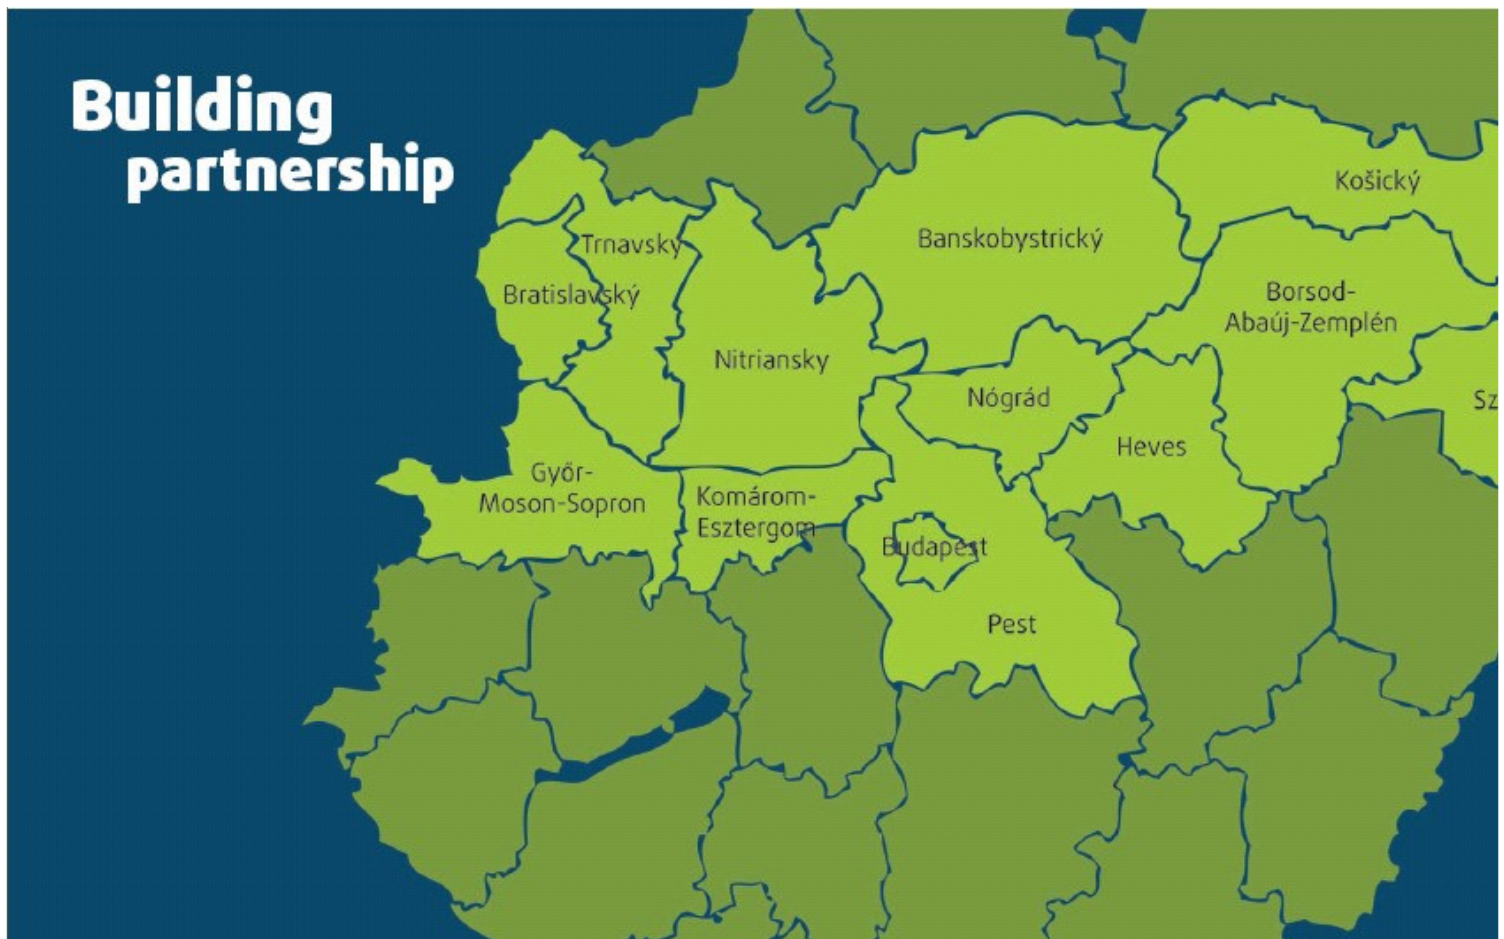 Building
partnership
Košický
Banskobystrický
Trnavský
Bratislavský
Borsod-
Abaúj-Zemplén
Nitriansky
Nógrád
Sz
Heves
Győr-
Moson-Sopron
Komárom-
Esztergom
Budapest
Pest